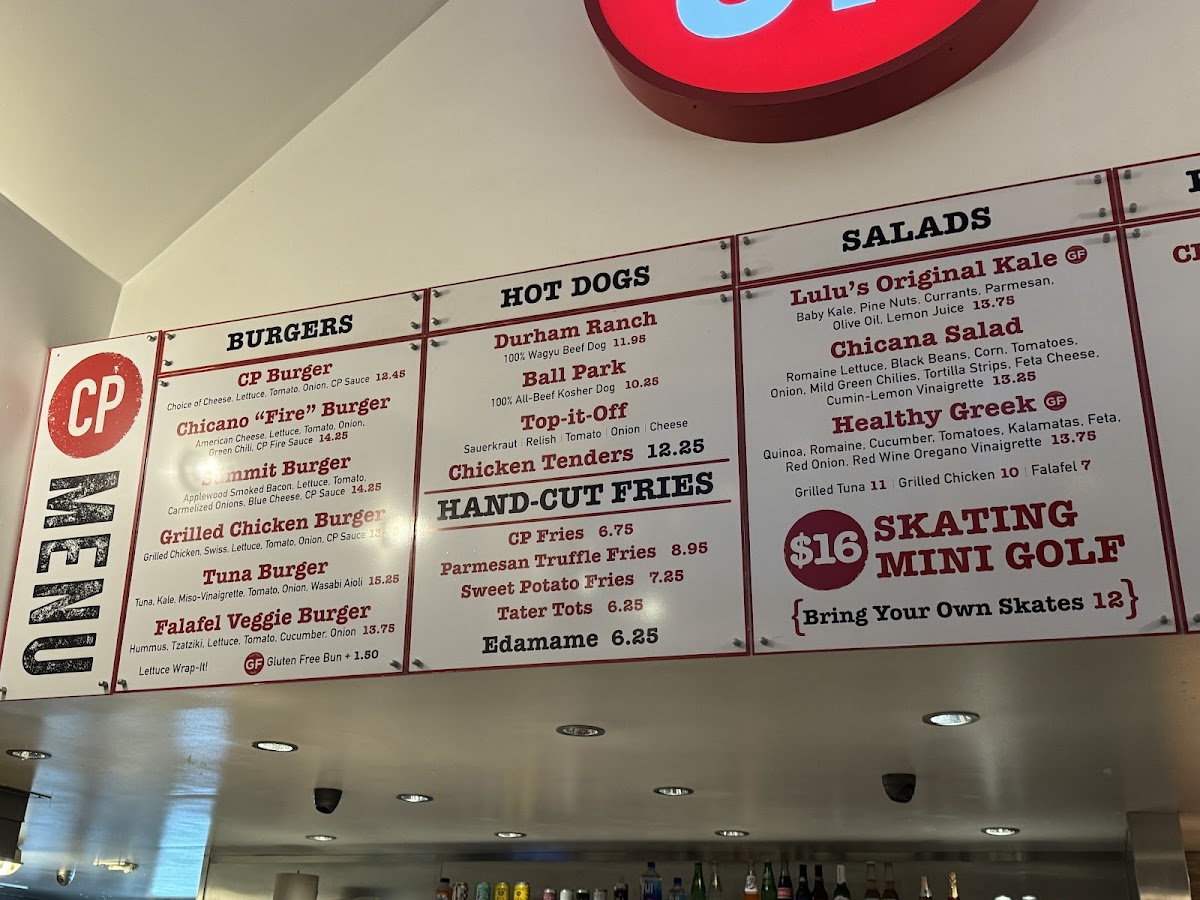 CP
MENU
BURGERS
CP Burger
Choice of Cheese, Lettuce, Tomato, Onion, CP Sauce 12.45
Chicano “Fire” Burger
American Cheese, Lettuce, Tomato, Onion,
Green Chili, CP Fire Sauce 14.25
Summit Burger
Applewood Smoked Bacon, Lettuce, Tomato,
Carmelized Onions, Blue Cheese, CP Sauce 14.25
Grilled Chicken Burger
Grilled Chicken, Swiss, Lettuce, Tomato, Onion, CP Sauce
Tuna Burger
Tuna, Kale, Miso-Vinaigrette, Tomato, Onion, Wasabi Aioli 15.25
Falafel Veggie Burger
Hummus, Tzatziki, Lettuce, Tomato, Cucumber, Onion 13.75
Lettuce Wrap-It! GF Gluten Free Bun + 1.50
HOT DOGS
Durham Ranch
100% Wagyu Beef Dog 11.95
Ball Park
100% All-Beef Kosher Dog 10.25
Top-it-Off
Sauerkraut | Relish | Tomato | Onion | Cheese
Chicken Tenders 12.25
HAND-CUT FRIES
CP Fries 6.75
Parmesan Truffle Fries 8.95
Sweet Potato Fries 7.25
Tater Tots 6.25
Edamame 6.25
SALADS
Lulu's Original Kale GF
Baby Kale, Pine Nuts, Currants, Parmesan,
Olive Oil, Lemon Juice 13.75
Chicana Salad
Romaine Lettuce, Black Beans, Corn, Tomatoes,
Onion, Mild Green Chilies, Tortilla Strips, Feta Cheese,
Cumin-Lemon Vinaigrette 13.25
Healthy Greek GF
Quinoa, Romaine, Cucumber, Tomatoes, Kalamatas, Feta,
Red Onion, Red Wine Oregano Vinaigrette 13.75
Grilled Tuna 11 | Grilled Chicken 10 | Falafel 7
$16 SKATING
MINI GOLF
{Bring Your Own Skates 12}